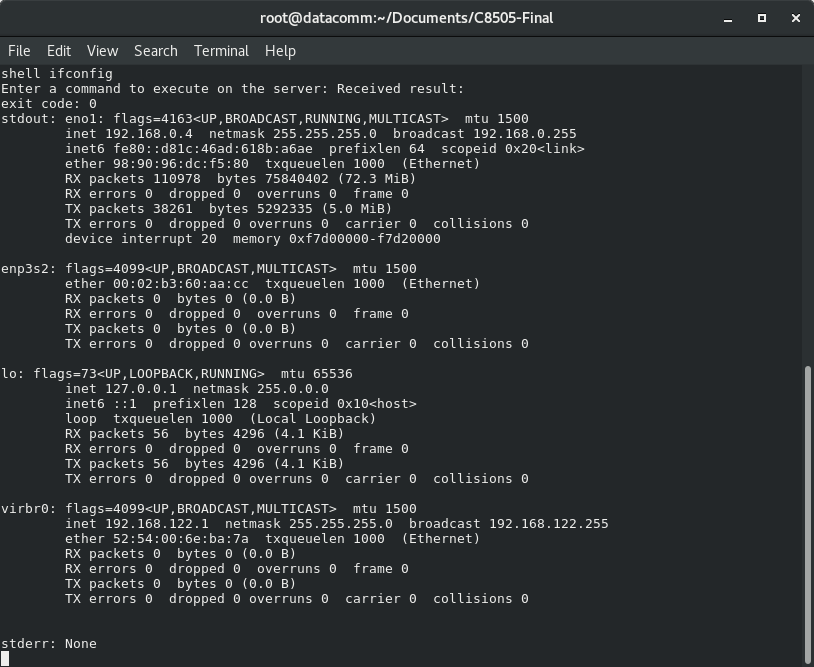 root@datacomm:~/Documents/C8505-Final
File Edit View Search Terminal Help
shell ifconfig
Enter a command to execute on the server: Received result:
exit code: 0
stdout: eno1: flags=4163<UP,BROADCAST,RUNNING,MULTICAST>  mtu 1500
        inet 192.168.0.4  netmask 255.255.255.0  broadcast 192.168.0.255
        inet6 fe80::d81c:46ad:618b:a6ae  prefixlen 64  scopeid 0x20<link>
        ether 98:90:96:dc:f5:80  txqueuelen 1000  (Ethernet)
        RX packets 110978  bytes 75840402 (72.3 MiB)
        RX errors 0  dropped 0  overruns 0  frame 0
        TX packets 38261  bytes 5292335 (5.0 MiB)
        TX errors 0  dropped 0 overruns 0  carrier 0  collisions 0
        device interrupt 20  memory 0xf7d00000-f7d20000

enp3s2: flags=4099<UP,BROADCAST,MULTICAST>  mtu 1500
        ether 00:02:b3:60:aa:cc  txqueuelen 1000  (Ethernet)
        RX packets 0  bytes 0 (0.0 B)
        RX errors 0  dropped 0  overruns 0  frame 0
        TX packets 0  bytes 0 (0.0 B)
        TX errors 0  dropped 0 overruns 0  carrier 0  collisions 0

lo: flags=73<UP,LOOPBACK,RUNNING>  mtu 65536
        inet 127.0.0.1  netmask 255.0.0.0
        inet6 ::1  prefixlen 128  scopeid 0x10<host>
        loop  txqueuelen 1000  (Local Loopback)
        RX packets 56  bytes 4296 (4.1 KiB)
        RX errors 0  dropped 0  overruns 0  frame 0
        TX packets 56  bytes 4296 (4.1 KiB)
        TX errors 0  dropped 0 overruns 0  carrier 0  collisions 0

virbr0: flags=4099<UP,BROADCAST,MULTICAST>  mtu 1500
        inet 192.168.122.1  netmask 255.255.255.0  broadcast 192.168.122.255
        ether 52:54:00:6e:ba:7a  txqueuelen 1000  (Ethernet)
        RX packets 0  bytes 0 (0.0 B)
        RX errors 0  dropped 0  overruns 0  frame 0
        TX packets 0  bytes 0 (0.0 B)
        TX errors 0  dropped 0 overruns 0  carrier 0  collisions 0

stderr: None